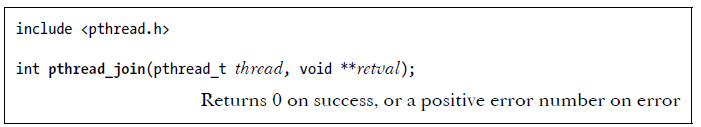 include <pthread.h>
int pthread_join(pthread_t thread, void **retval);
Returns 0 on success, or a positive error number on error